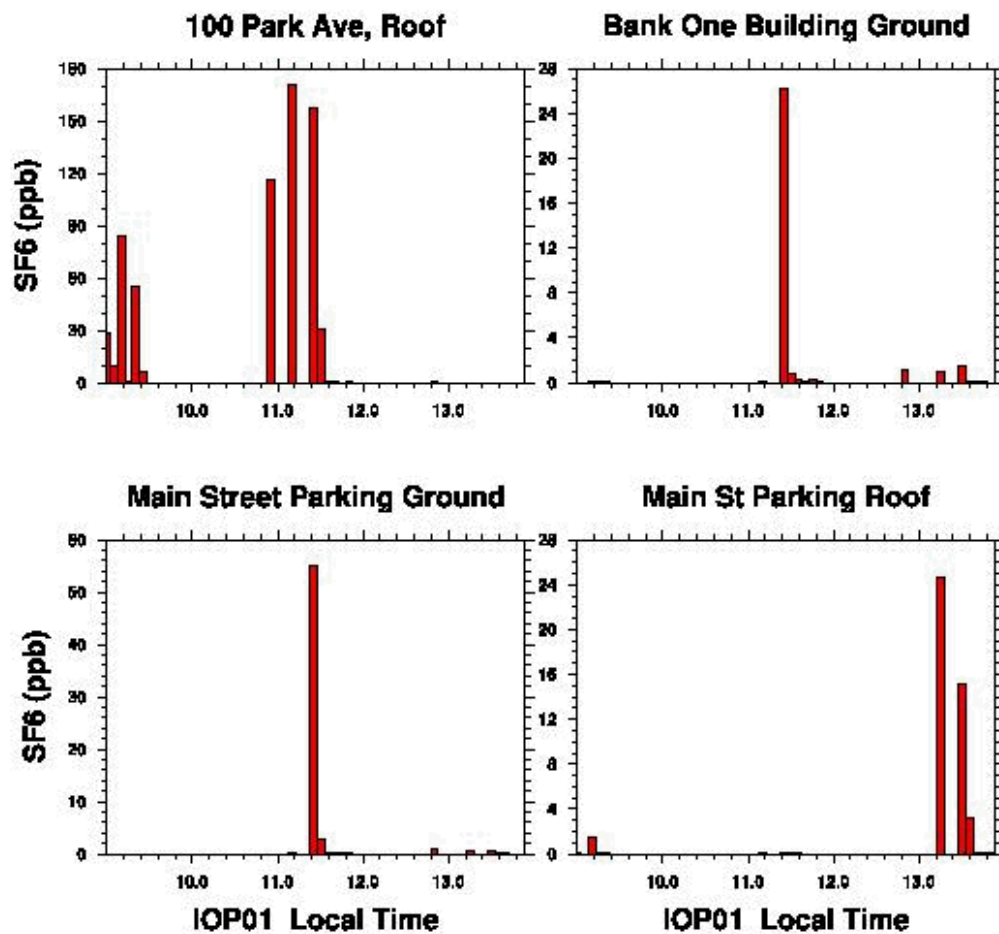 100 Park Ave, Roof
Bank One Building Ground
SF6 (ppb)
180
150
120
90
60
30
0
28
24
20
16
12
8
4
0
10.0 11.0 12.0 13.0
10.0 11.0 12.0 13.0
Main Street Parking Ground
Main St Parking Roof
SF6 (ppb)
60
50
40
30
20
10
0
28
24
20
16
12
8
4
0
10.0 11.0 12.0 13.0
10.0 11.0 12.0 13.0
IOP01 Local Time
IOP01 Local Time